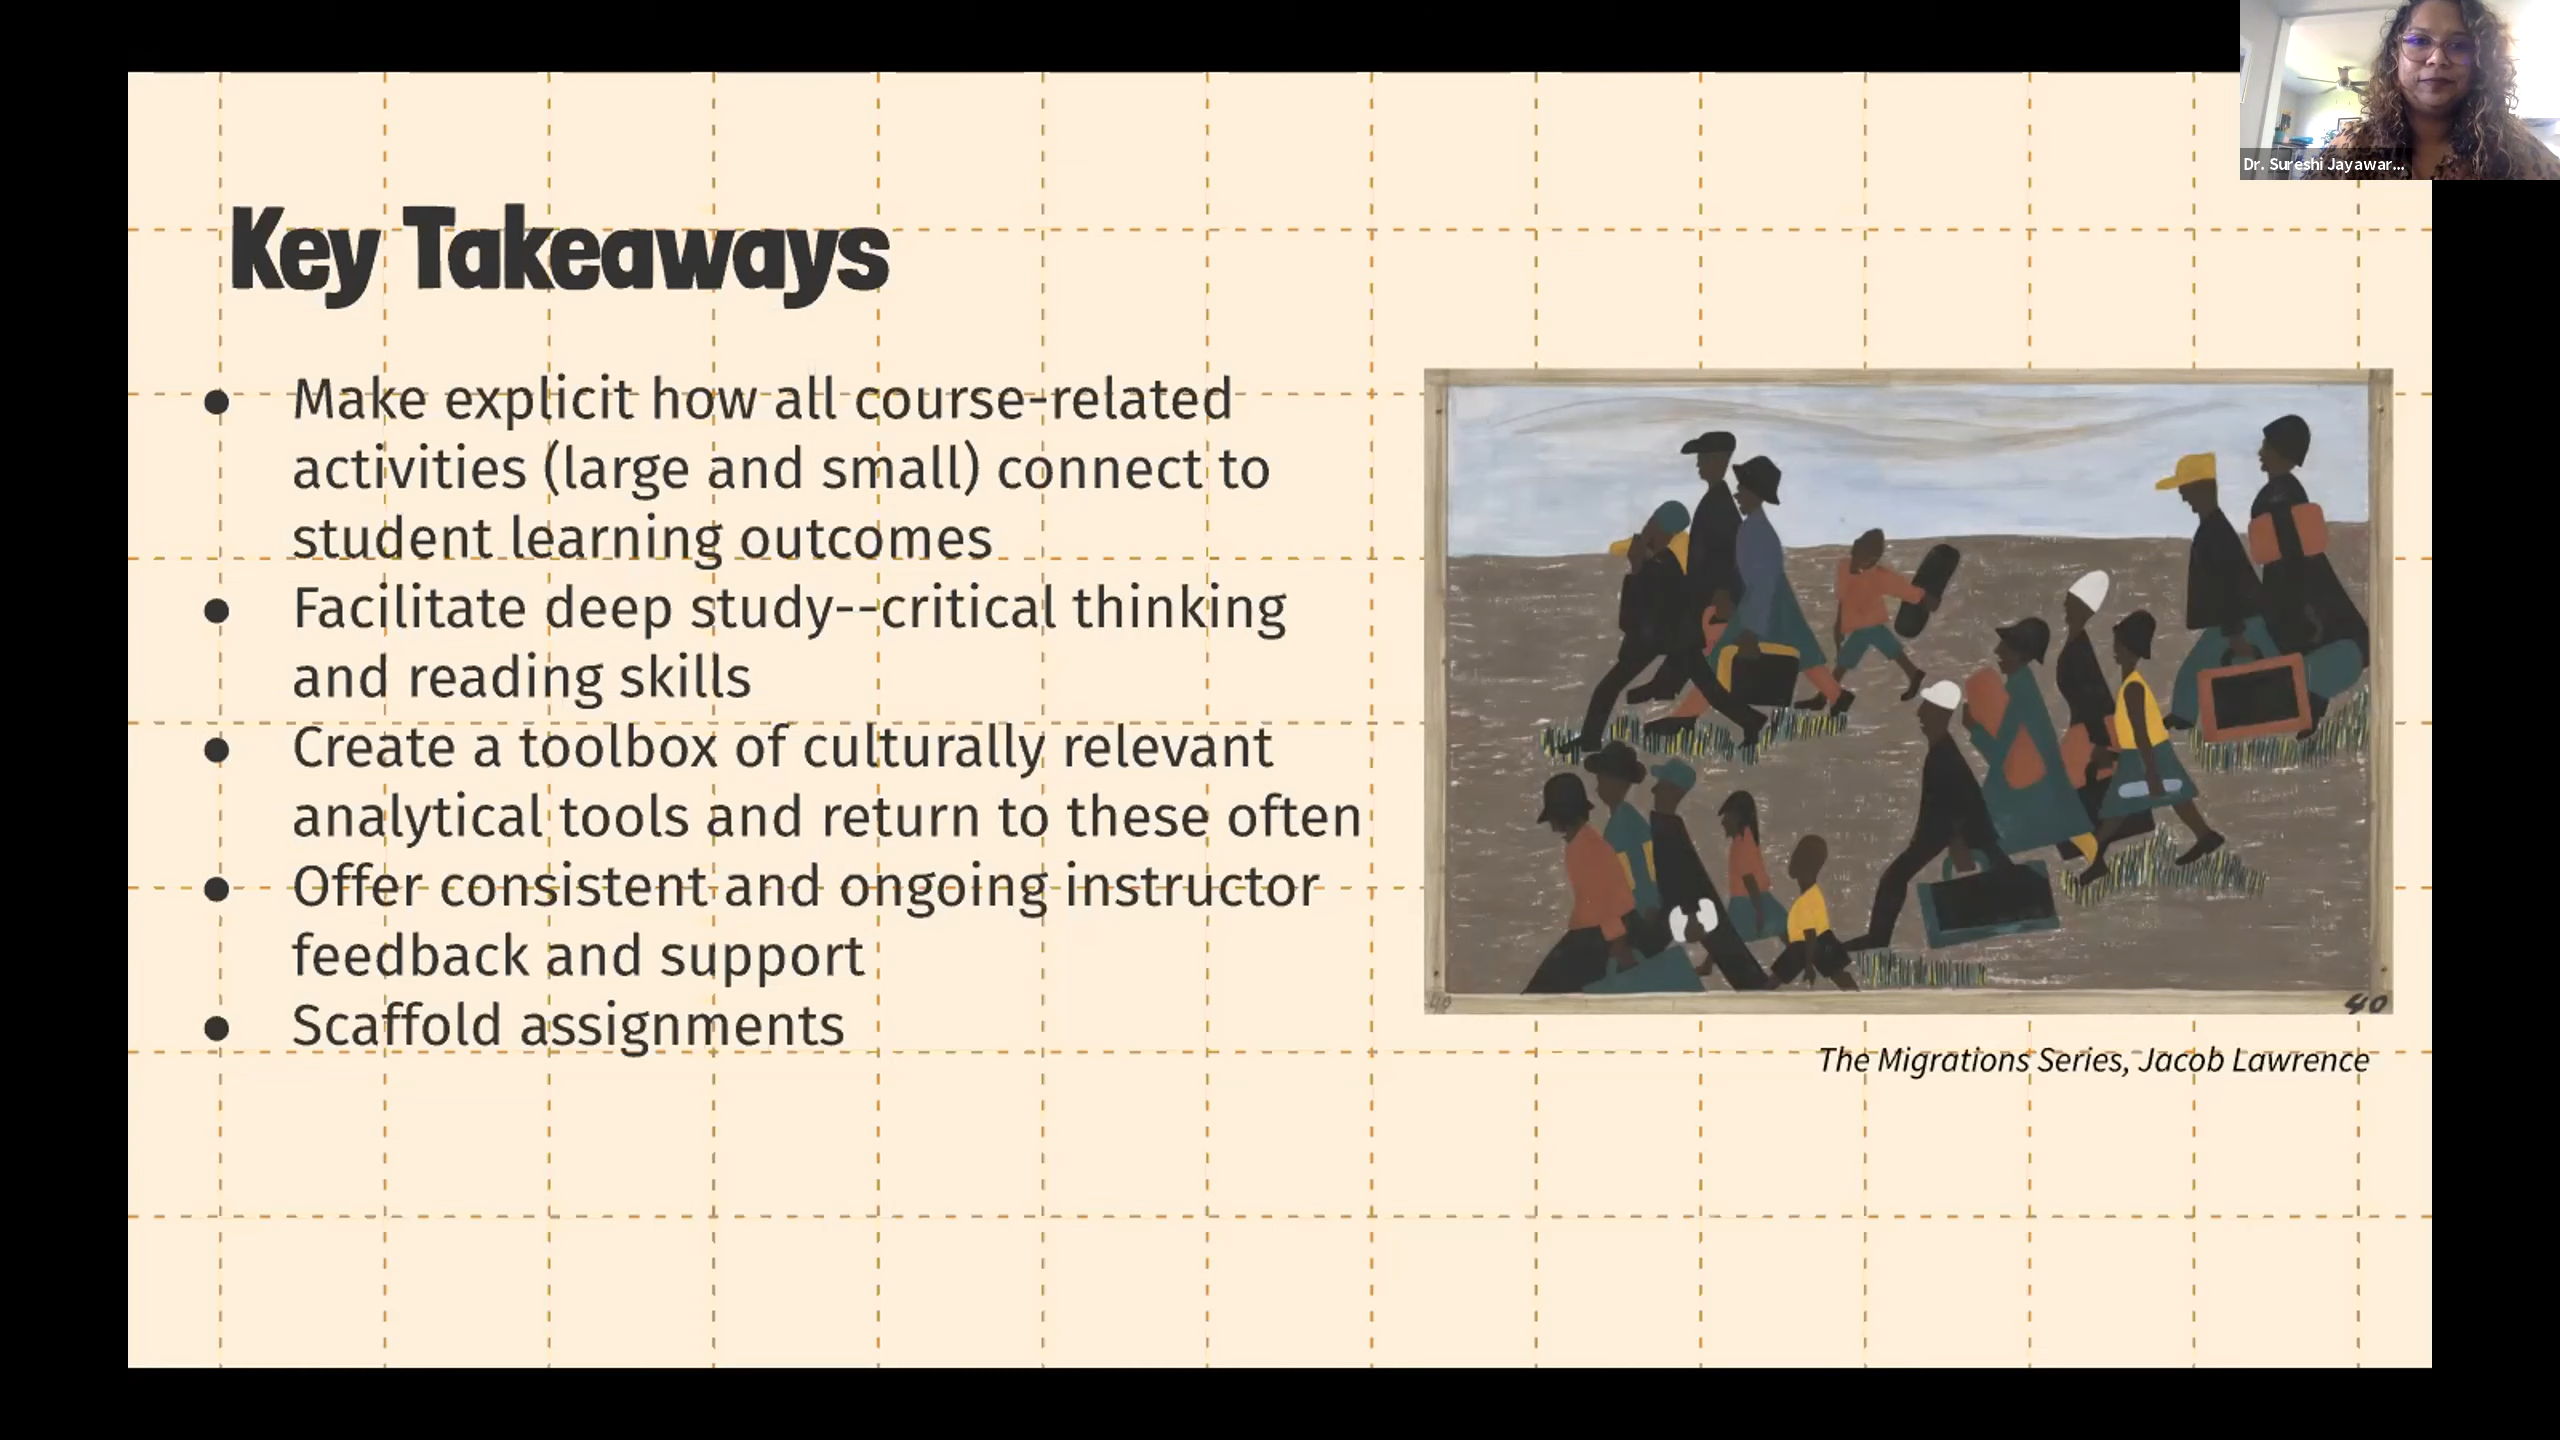 Dr. Sureshi Jayawar...
Key Takeaways
● Make explicit how all course-related
activities (large and small) connect to
student learning outcomes
● Facilitate deep study--critical thinking
and reading skills
● Create a toolbox of culturally relevant
analytical tools and return to these often
● Offer consistent and ongoing instructor
feedback and support
● Scaffold assignments
40
40
The Migrations Series, Jacob Lawrence